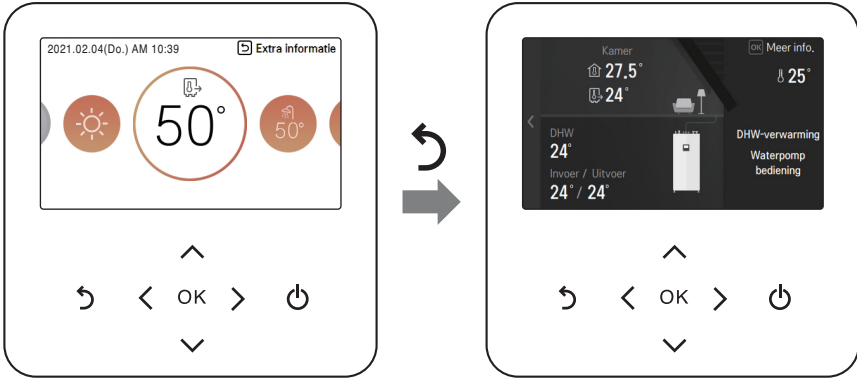 2021.02.04(Do.) AM 10:39
Extra informatie
50°
50°
OK
Kamer
27.5°
24°
OK Meer info.
25°
DHW
24°
Invoer / Uitvoer
24° / 24°
DHW-verwarming
Waterpomp
bediening
OK